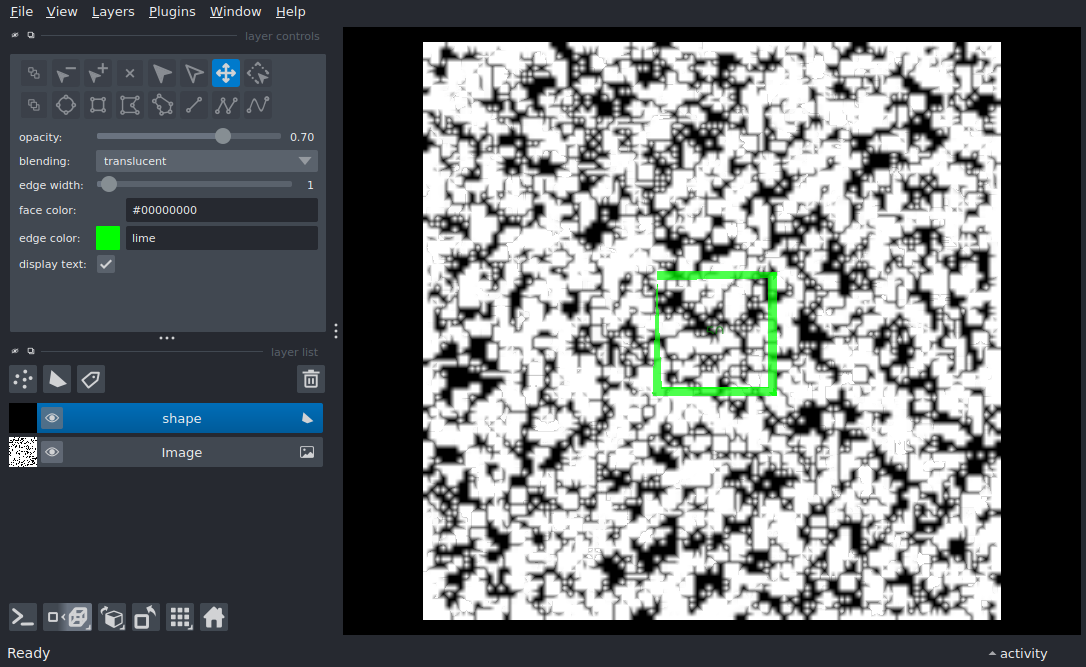 File View Layers Plugins Window Help
layer controls
opacity: 0.70
blending: translucent
edge width: 1
face color: #00000000
edge color: lime
display text:
layer list
shape
Image
Ready
activity